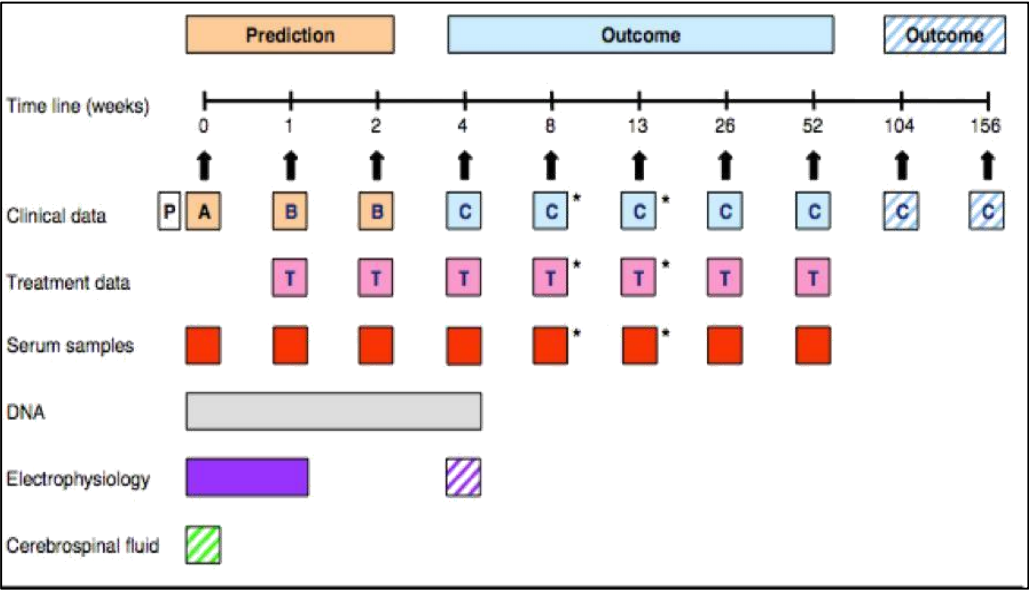 Prediction Outcome Outcome
Time line (weeks)
0 1 2 4 8 13 26 52 104 156
Clinical data P A B B C C * C * C C C C
Treatment data T T T T * T * T T
Serum samples * *
DNA
Electrophysiology
Cerebrospinal fluid